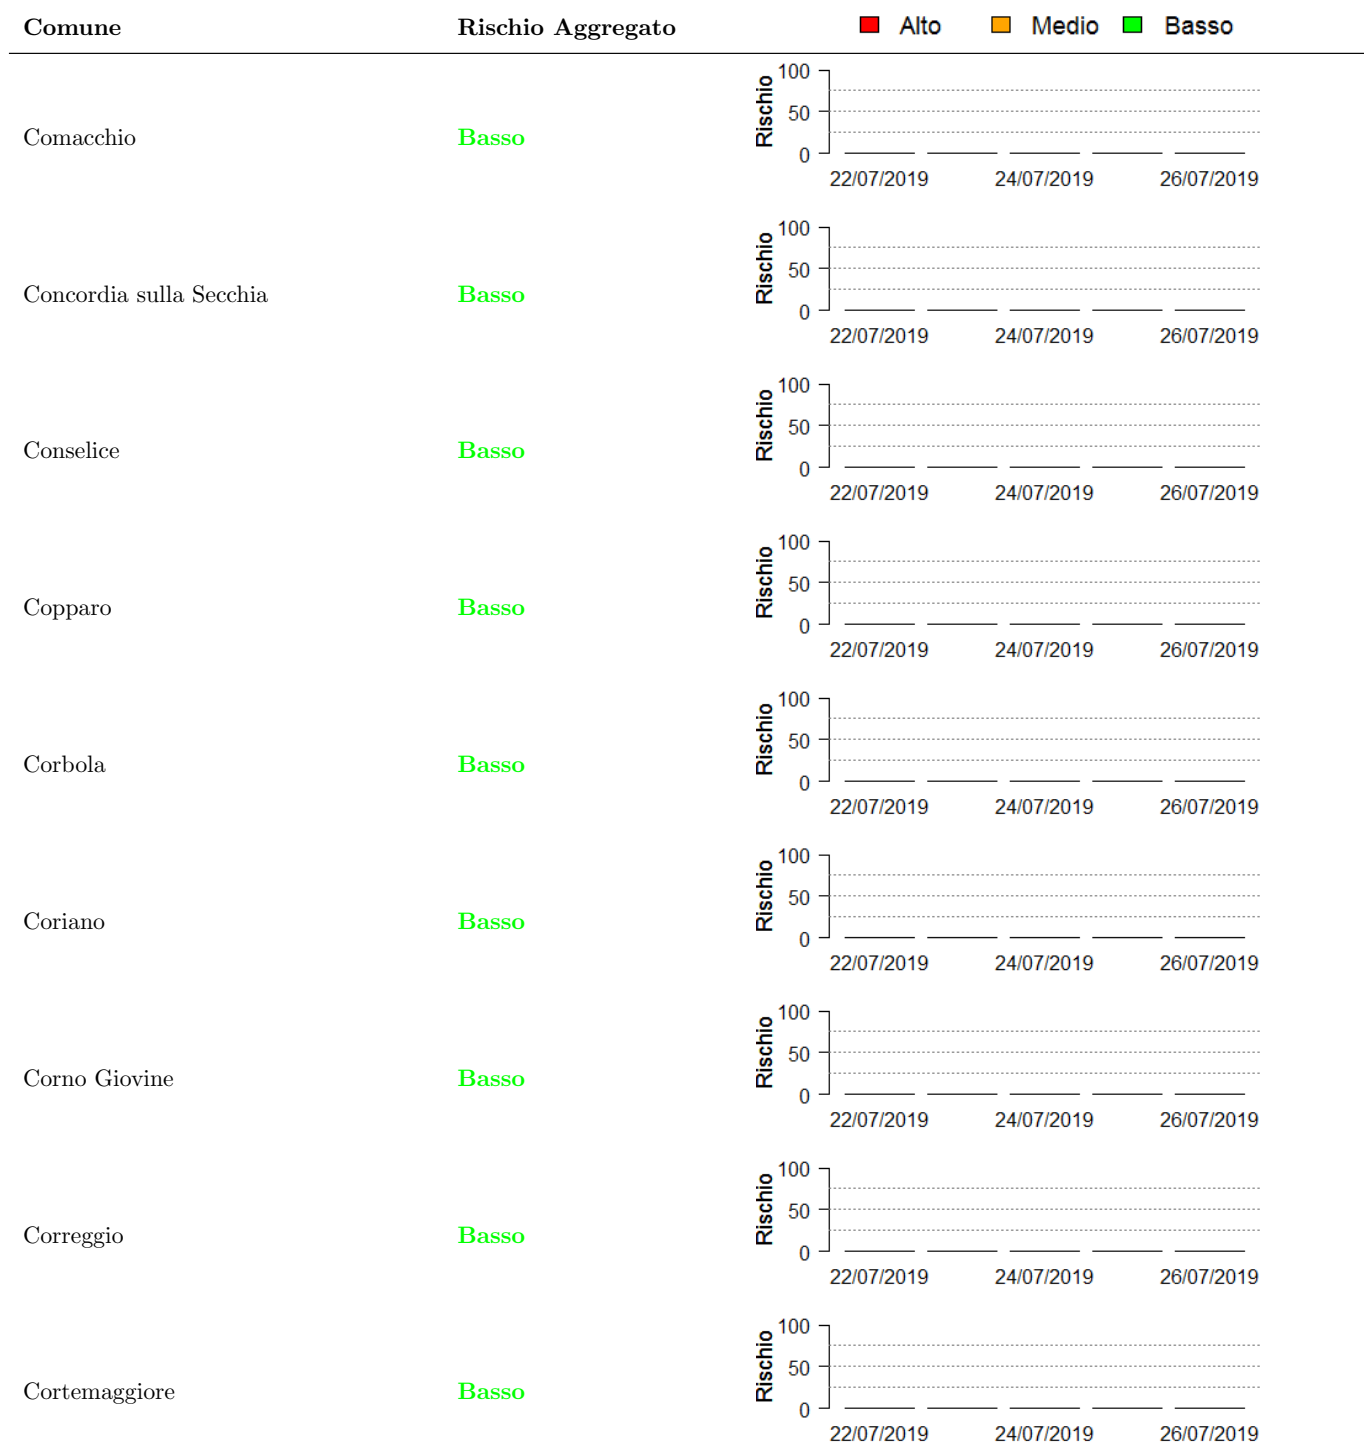 Comune Rischio Aggregato Alto Medio Basso
100
50
0
Rischio
Comacchio Basso
22/07/2019 24/07/2019 26/07/2019
100
50
0
Rischio
Concordia sulla Secchia Basso
22/07/2019 24/07/2019 26/07/2019
100
50
0
Rischio
Conselice Basso
22/07/2019 24/07/2019 26/07/2019
100
50
0
Rischio
Copparo Basso
22/07/2019 24/07/2019 26/07/2019
100
50
0
Rischio
Corbola Basso
22/07/2019 24/07/2019 26/07/2019
100
50
0
Rischio
Coriano Basso
22/07/2019 24/07/2019 26/07/2019
100
50
0
Rischio
Corno Giovine Basso
22/07/2019 24/07/2019 26/07/2019
100
50
0
Rischio
Correggio Basso
22/07/2019 24/07/2019 26/07/2019
100
50
0
Rischio
Cortemaggiore Basso
22/07/2019 24/07/2019 26/07/2019